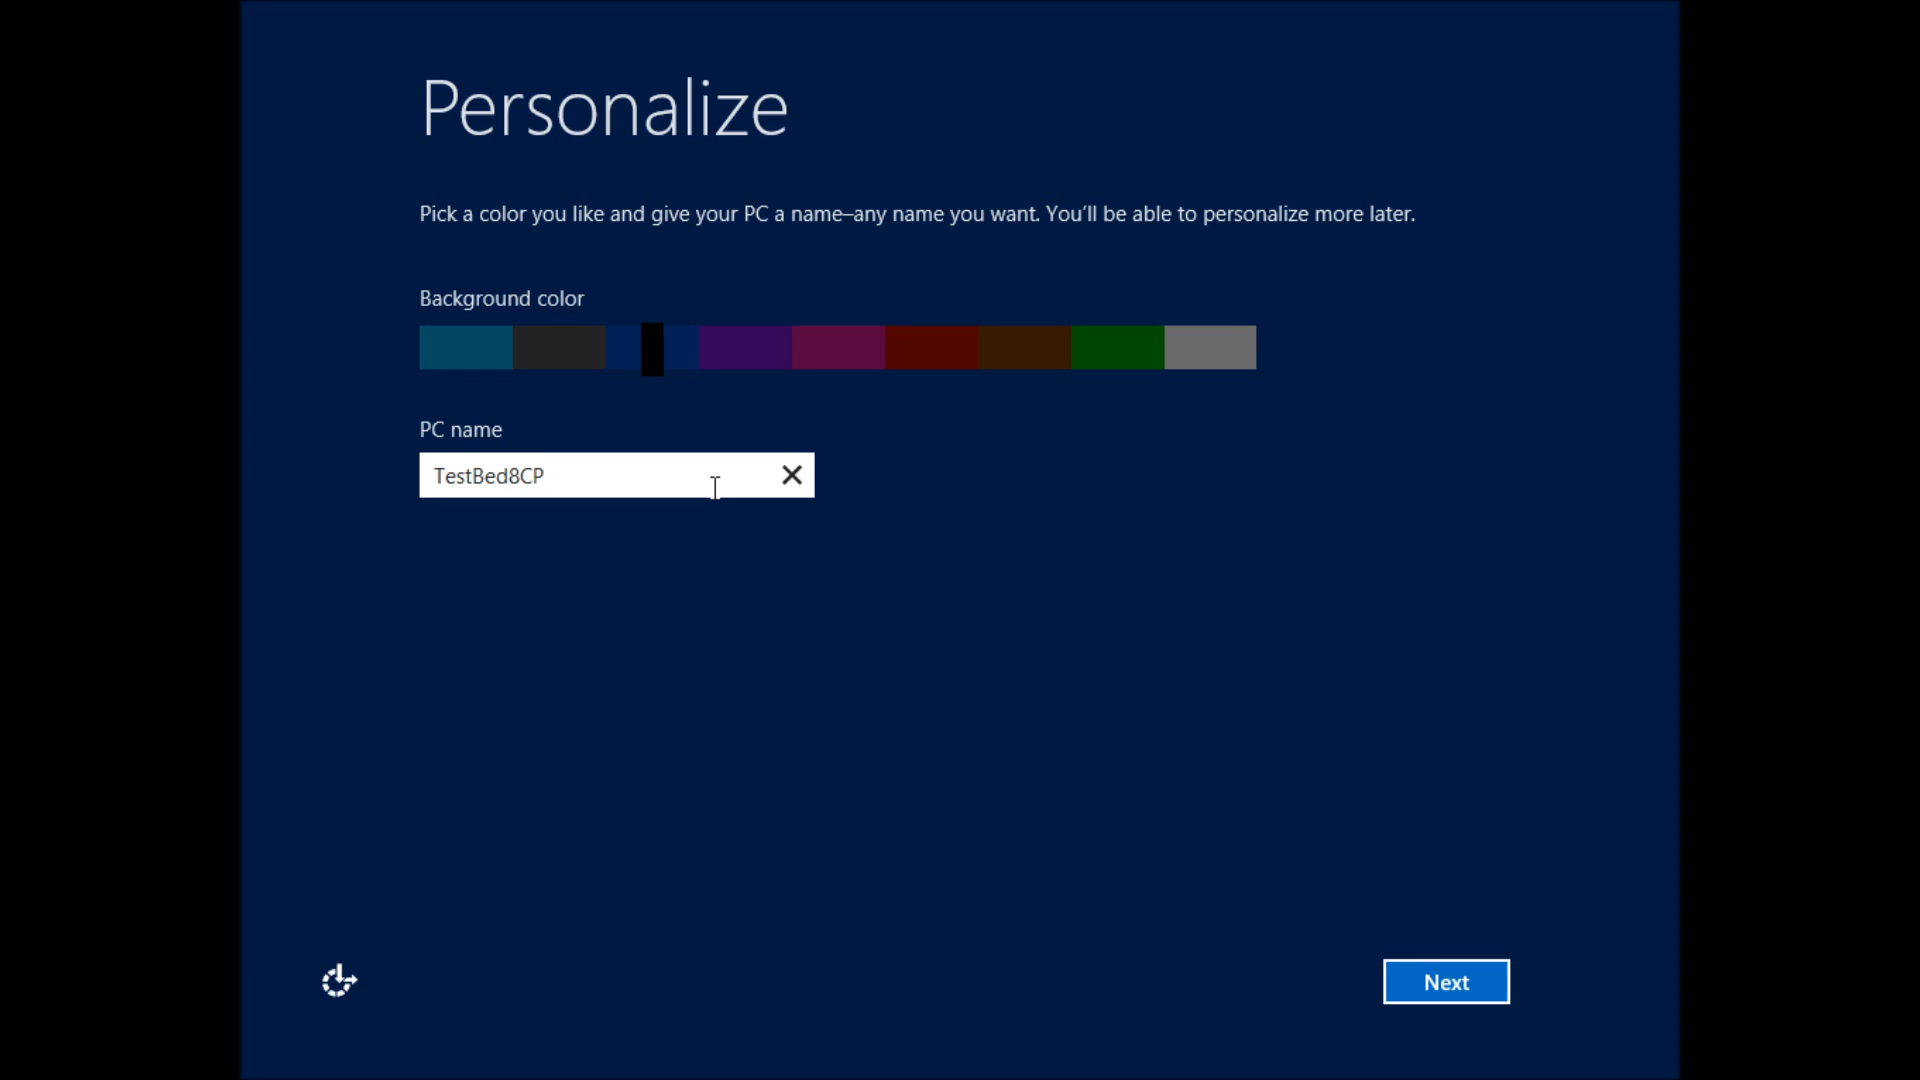 Personalize
Pick a color you like and give your PC a name–any name you want. You'll be able to personalize more later.
Background color
PC name
TestBed8CP
Next